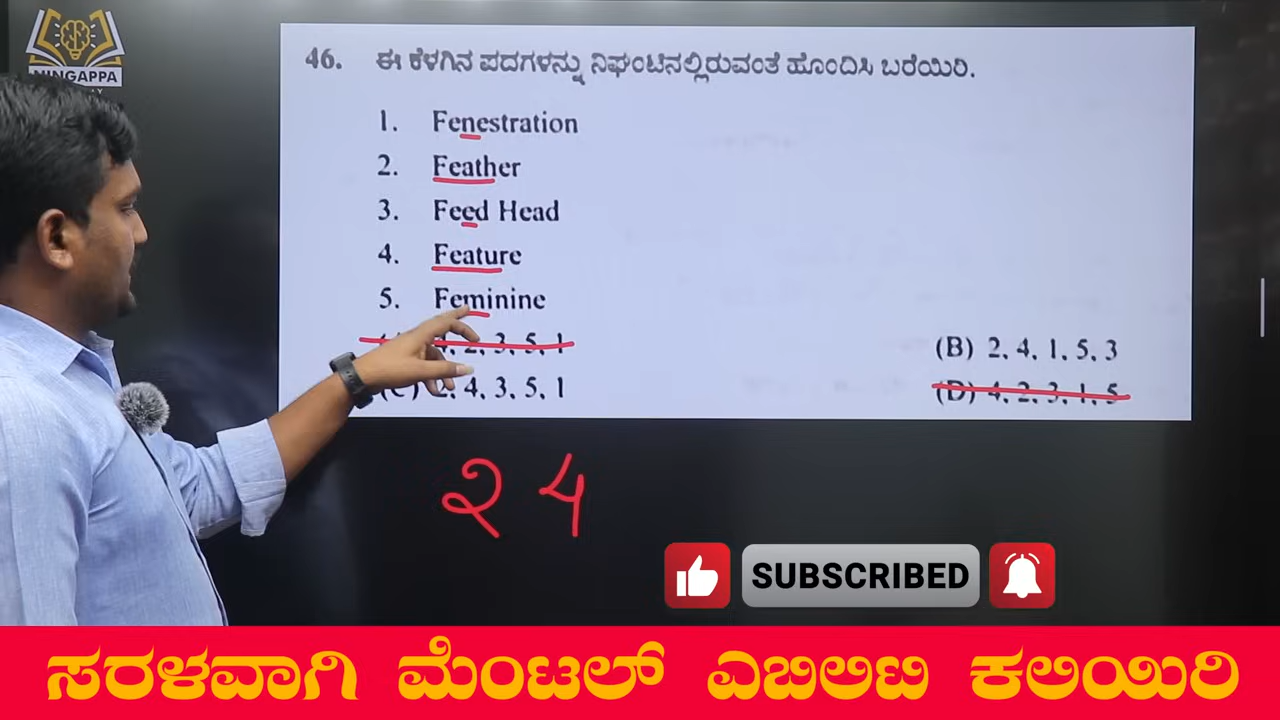 NINGAPPA
46. ಈ ಕೆಳಗಿನ ಪದಗಳನ್ನು ನಿಘಂಟಿನಲ್ಲಿರುವಂತೆ ಹೊಂದಿಸಿ ಬರೆಯಿರಿ.
1. Fenestration
2. Feather
3. Feed Head
4. Feature
5. Feminine
2, 3, 5, 1
(B) 2, 4, 1, 5, 3
(C) 2, 4, 3, 5, 1
(D) 4, 2, 3, 1, 5
2 4
SUBSCRIBED
ಸರಳವಾಗಿ ಮೆಂಟಲ್ ಎಬಿಲಿಟಿ ಕಲಿಯಿರಿ